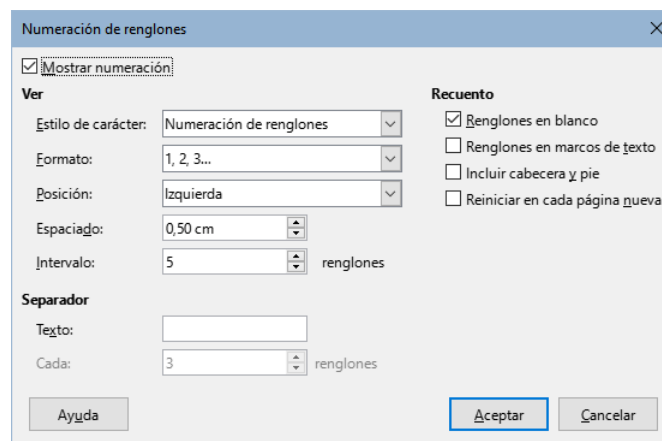 Numeración de renglones
Mostrar numeración
Ver
Estilo de carácter: Numeración de renglones
Formato: 1, 2, 3...
Posición: Izquierda
Espaciado: 0,50 cm
Intervalo: 5 renglones
Separador
Texto:
Cada: 3 renglones
Recuento
Renglones en blanco
Renglones en marcos de texto
Incluir cabecera y pie
Reiniciar en cada página nueva
Ayuda
Aceptar
Cancelar